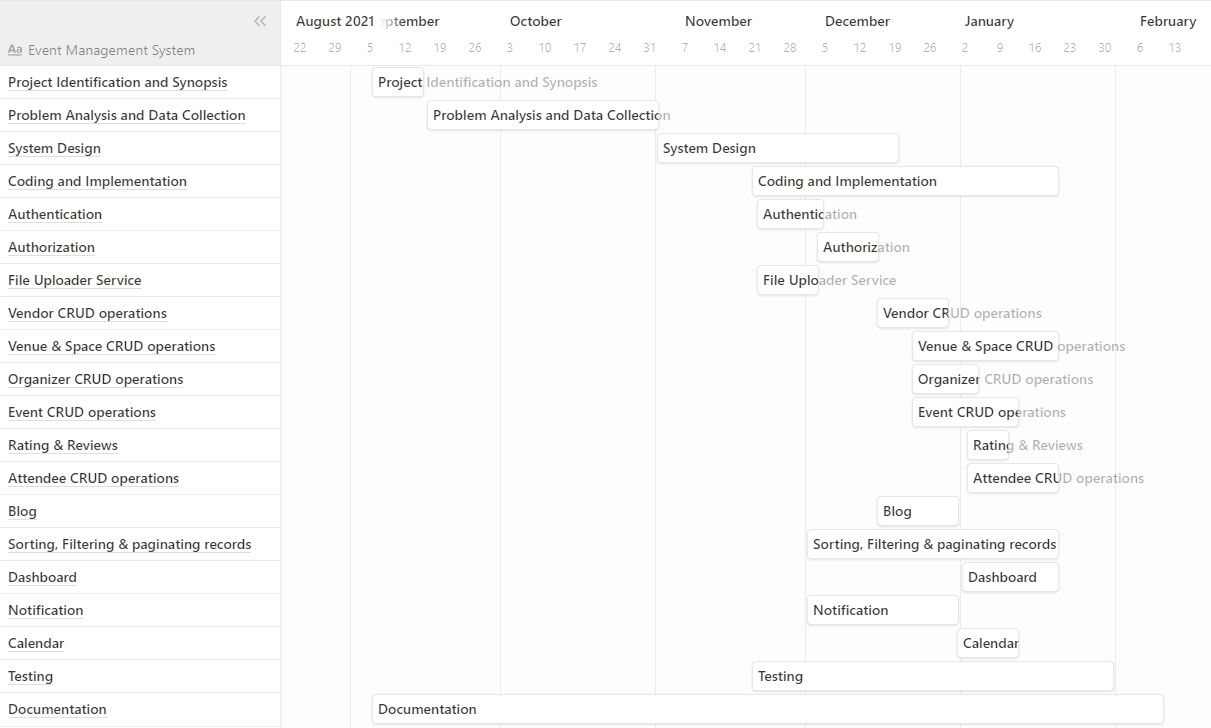 August 2021 eptember October November December January February
Aa Event Management System 22 29 5 12 19 26 3 10 17 24 31 7 14 21 28 5 12 19 26 2 9 16 23 30 6 13
Project Identification and Synopsis Project Identification and Synopsis
Problem Analysis and Data Collection Problem Analysis and Data Collection
System Design System Design
Coding and Implementation Coding and Implementation
Authentication Authentication
Authorization Authorization
File Uploader Service File Uploader Service
Vendor CRUD operations Vendor CRUD operations
Venue & Space CRUD operations Venue & Space CRUD operations
Organizer CRUD operations Organizer CRUD operations
Event CRUD operations Event CRUD operations
Rating & Reviews Rating & Reviews
Attendee CRUD operations Attendee CRUD operations
Blog Blog
Sorting, Filtering & paginating records Sorting, Filtering & paginating records
Dashboard Dashboard
Notification Notification
Calendar Calendar
Testing Testing
Documentation Documentation